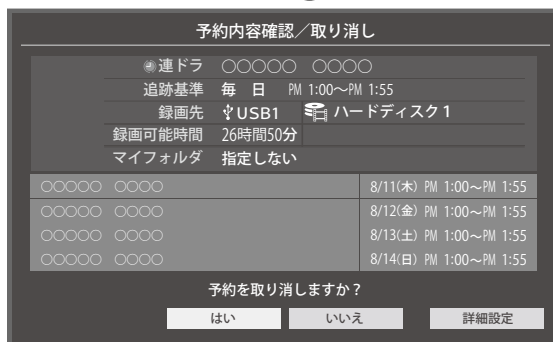 予約内容確認／取り消し
連ドラ ○○○○○ ○○○○
追跡基準 毎 日 PM 1:00～PM 1:55
録画先 USB1 ハードディスク1
録画可能時間 26時間50分
マイフォルダ 指定しない
○○○○○ ○○○○ 8/11(木) PM 1:00～PM 1:55
○○○○○ ○○○○ 8/12(金) PM 1:00～PM 1:55
○○○○○ ○○○○ 8/13(土) PM 1:00～PM 1:55
○○○○○ ○○○○ 8/14(日) PM 1:00～PM 1:55
予約を取り消しますか？
はい いいえ 詳細設定